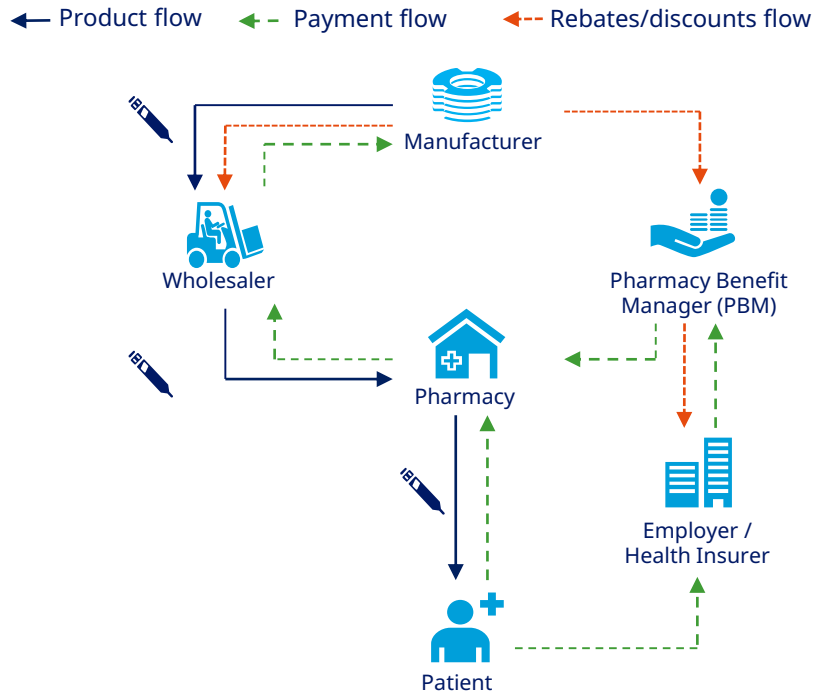 Product flow
Payment flow
Rebates/discounts flow
Manufacturer
Wholesaler
Pharmacy Benefit
Manager (PBM)
Pharmacy
Employer /
Health Insurer
Patient